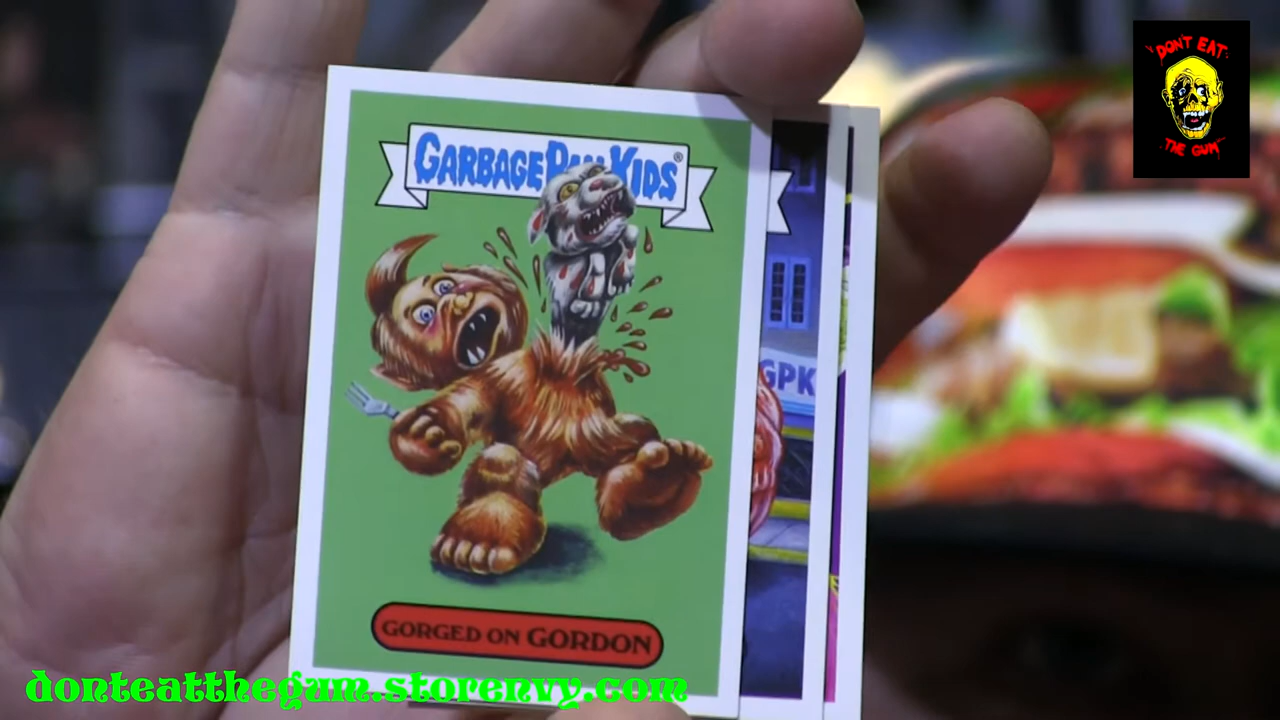 DON'T EAT
THE GUM
GARBAGE PAIL KIDS®
GPK
GORGED ON GORDON
donteatthegum.storenvy.com